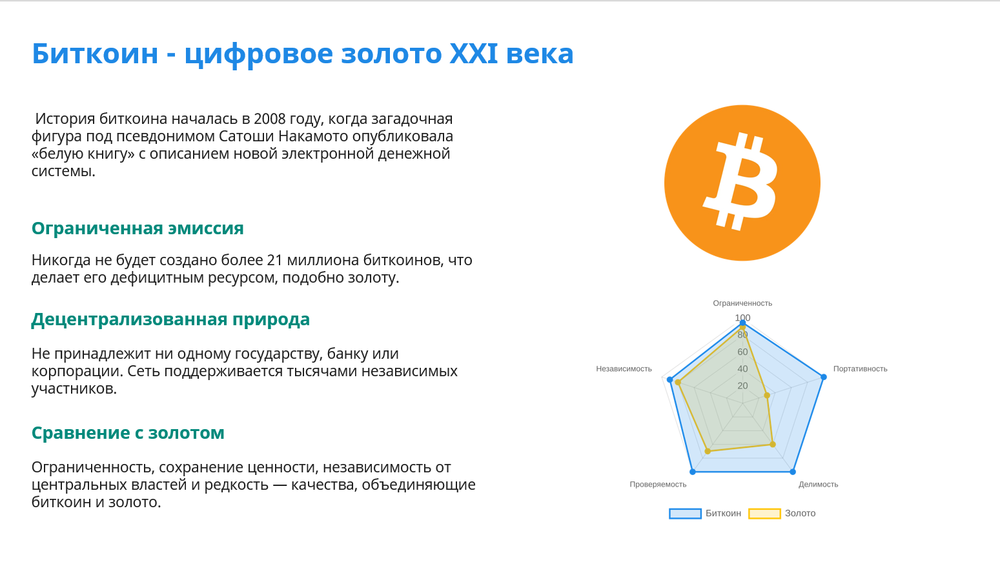 Биткоин - цифровое золото XXI века
История биткоина началась в 2008 году, когда загадочная
фигура под псевдонимом Сатоши Накамото опубликовала
«белую книгу» с описанием новой электронной денежной
системы.
Ограниченная эмиссия
Никогда не будет создано более 21 миллиона биткоинов, что
делает его дефицитным ресурсом, подобно золоту.
Децентрализованная природа
Не принадлежит ни одному государству, банку или
корпорации. Сеть поддерживается тысячами независимых
участников.
Сравнение с золотом
Ограниченность, сохранение ценности, независимость от
центральных властей и редкость — качества, объединяющие
биткоин и золото.
Ограниченность
100
80
60
40
20
Независимость
Портативность
Проверяемость
Делимость
Биткоин
Золото